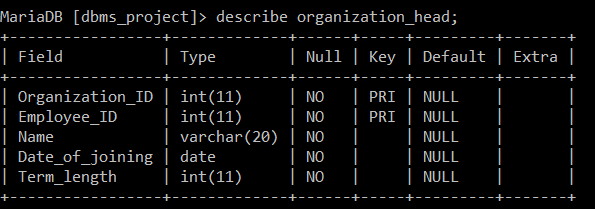 MariaDB [dbms_project]> describe organization_head;
+-----------------+-------------+------+-----+---------+-------+
| Field           | Type        | Null | Key | Default | Extra |
+-----------------+-------------+------+-----+---------+-------+
| Organization_ID | int(11)     | NO   | PRI | NULL    |       |
| Employee_ID     | int(11)     | NO   | PRI | NULL    |       |
| Name            | varchar(20) | NO   |     | NULL    |       |
| Date_of_joining | date        | NO   |     | NULL    |       |
| Term_length     | int(11)     | NO   |     | NULL    |       |
+-----------------+-------------+------+-----+---------+-------+